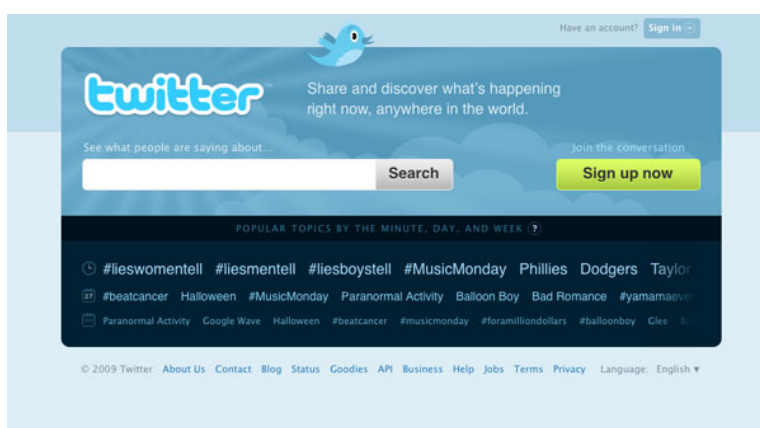 Have an account? Sign in
twitter
Share and discover what's happening
right now, anywhere in the world.
See what people are saying about...
Join the conversation
Search
Sign up now
POPULAR TOPICS BY THE MINUTE, DAY, AND WEEK ?
#lieswomentell #liesmentell #liesboystell #MusicMonday Phillies Dodgers Taylor
27 #beatcancer Halloween #MusicMonday Paranormal Activity Balloon Boy Bad Romance #yamamaever
Paranormal Activity Google Wave Halloween #beatcancer #musicmonday #foramilliondollars #balloonboy Glee
© 2009 Twitter About Us Contact Blog Status Goodies API Business Help Jobs Terms Privacy Language: English